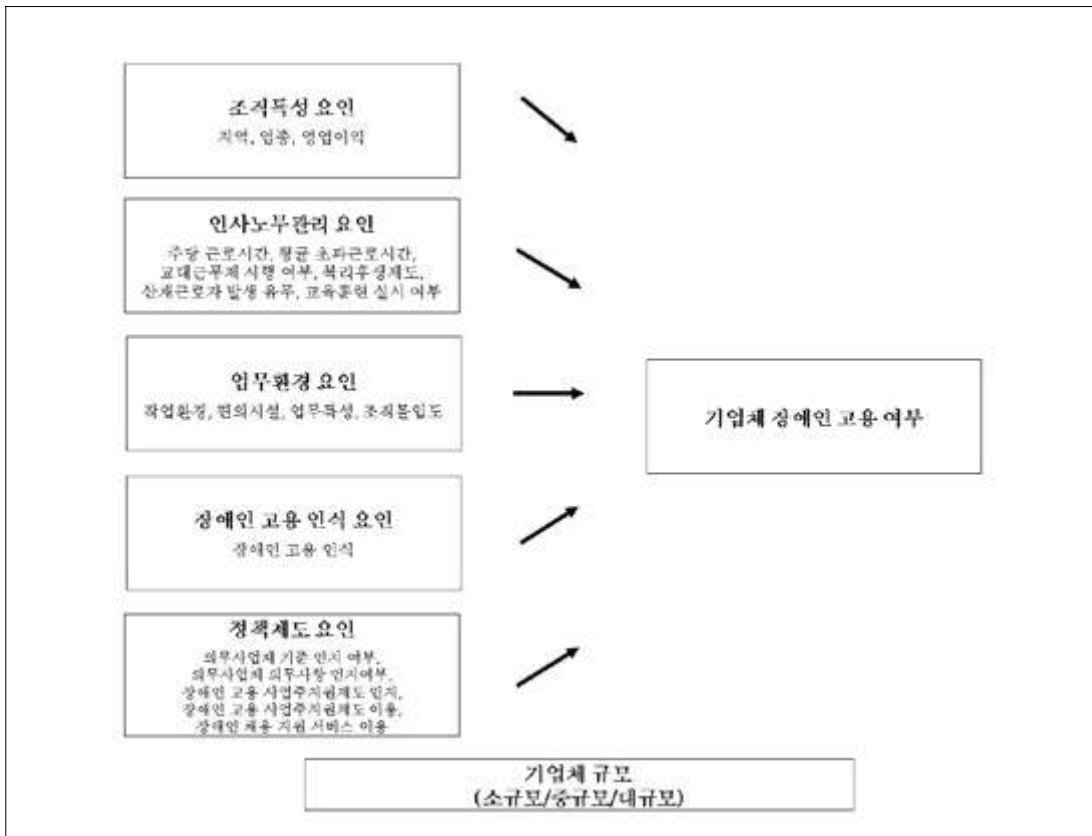 조직특성 요인
지역, 업종, 영업이익
인사노무관리 요인
주당 근로시간, 평균 초과근로시간,
교대근무제 시행 여부, 복리후생제도,
산재근로자 발생 유무, 교육훈련 실시 여부
업무환경 요인
작업환경, 편의시설, 업무특성, 조직몰입도
기업체 장애인 고용 여부
장애인 고용 인식 요인
장애인 고용 인식
정책제도 요인
의무사업체 기준 인지 여부,
의무사업체 의무사항 인지여부,
장애인 고용 사업주지원제도 인지,
장애인 고용 사업주지원제도 이용,
장애인 채용 지원 서비스 이용
기업체 규모
(소규모/중규모/대규모)